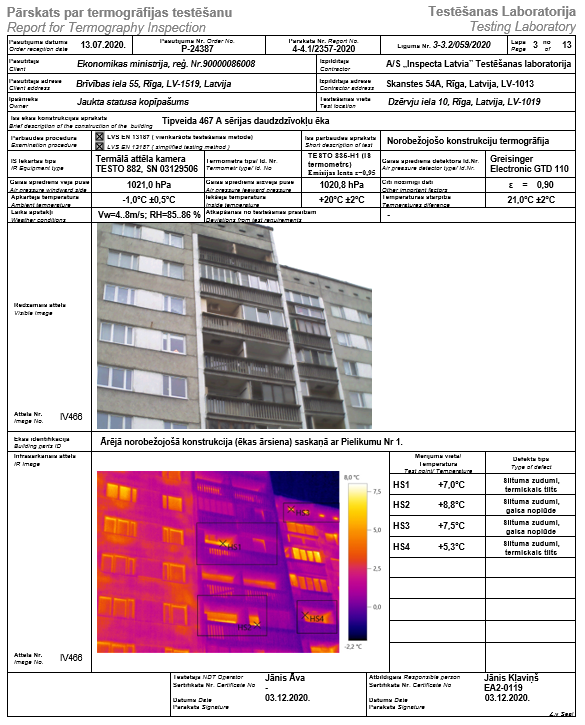 Pārskats par termogrāfijas testēšanu
Testēšanas Laboratorija
Report for Thermography Inspection
Testing Laboratory
Pasūtījuma datums
Order reception date
13.07.2020.
Pasūtījuma Nr. Order No.
P-24387
Pārskata Nr. Report No.
4-4.1/2357-2020
Līguma Nr. 3-3.2/059/2020
Lapa 3 no 13
Page of
Pasūtītājs
Client
Ekonomikas ministrija, reģ. Nr.90000086008
Izpildītājs
Contractor
A/S „Inspecta Latvia” Testēšanas laboratorija
Pasūtītāja adrese
Client address
Brīvības iela 55, Rīga, LV-1519, Latvija
Izpildītāja adrese
Contractor address
Skanstes 54A, Rīga, LV-1013
Īpašnieks
Owner
Jaukta statusa kopīpašums
Testēšanas vieta
Test location
Dzērvju iela 10, Rīga, Latvija, LV-1019
Īss ēkas konstrukcijas apraksts
Brief description of the construction of the building
Tipveida 467 A sērijas daudzdzīvokļu ēka
Pārbaudes procedūra
Examination procedure
LVS EN 13187 ( vienkāršota testēšanas metode)
LVS EN 13187 ( simplified testing method )
Īss pārbaudes apraksts
Short description of test
Norobežojošo konstrukciju termogrāfija
IS iekārtas tips
IR Equipment type
Termālā attēla kamera
TESTO 882, SN 03129506
Termometra tips/ Id. Nr.
Termometr type/ Id. No
TESTO 835-H1 (IS termometrs)
Emisijas lenta ε=0,95
Gaisa spiediena detektora Id.Nr.
Air pressure detector type/ Id.Nr.
Greisinger
Electronic GTD 110
Gaisa spiediens vēja pusē
Air pressure windward side
1021,0 hPa
Gaisa spiediens aizvēja pusē
Air pressure leeward pressure
1020,8 hPa
Citi nozīmīgi dati
Other important factors
ε = 0,90
Apkārtējā temperatūra
Ambient temperature
-1,0°C ±0,5°C
Iekšējā temperatūra
Inside temperature
+20°C ±2°C
Temperatūras starpība
Temperatures diference
21,0°C ±2°C
Laika apstākļi
Weather conditions
Vw=4..8m/s; RH=85..86 %
Atkāpšanās no testēšanas prasībām
Deviations from test requirements
-
Redzamais attēls
Visible Image
Attēla Nr.
Image No.
IV466
Ēkas identifikācija
Building parts ID
Ārējā norobežojošā konstrukcija (ēkas ārsiena) saskaņā ar Pielikumu Nr 1.
Infrasarkanais attēls
IR Image
Mērījuma vieta/ Temperatūra
Test point/ Temperature
Defekta tips
Type of defect
HS1 +7,0°C Siltuma zudumi, termiskais tilts
HS2 +8,8°C Siltuma zudumi, gaisa noplūde
HS3 +7,5°C Siltuma zudumi, gaisa noplūde
HS4 +5,3°C Siltuma zudumi, termiskais tilts
8,0 °C
7,5
5,0
2,5
0,0
-2,2 °C
HS1
HS4
Attēla Nr.
Image No.
IV466
Testētājs NDT Operator
Sertifikāta Nr. Certificate No
Datums Date
Paraksts Signature
Jānis Āva
-
03.12.2020.
Atbildīgais Responsible person
Sertifikāta Nr. Certificate No
Datums Date
Paraksts Signature
Jānis Kļaviņš
EA2-0119
03.12.2020.